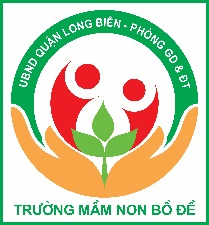 UBND QUẬN LONG BIÊN - PHÒNG GD & ĐT
TRƯỜNG MẦM NON BỒ ĐỀ